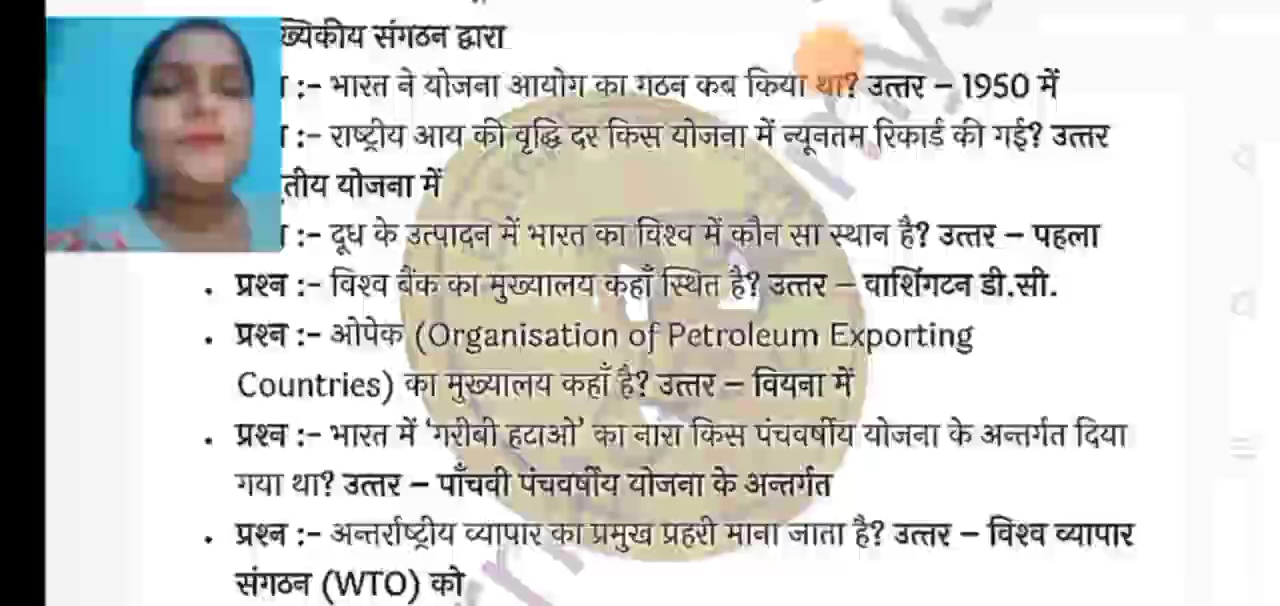 ख्यिकीय संगठन द्वारा
:- भारत ने योजना आयोग का गठन कब किया था? उत्तर – 1950 में
:- राष्ट्रीय आय की वृद्धि दर किस योजना में न्यूनतम रिकार्ड की गई? उत्तर
तीय योजना में
:- दूध के उत्पादन में भारत का विश्व में कौन सा स्थान है? उत्तर – पहला
• प्रश्न :- विश्व बैंक का मुख्यालय कहाँ स्थित है? उत्तर – वाशिंगटन डी.सी.
• प्रश्न :- ओपेक (Organisation of Petroleum Exporting
Countries) का मुख्यालय कहाँ है? उत्तर – वियना में
• प्रश्न :- भारत में ‘गरीबी हटाओ’ का नारा किस पंचवर्षीय योजना के अन्तर्गत दिया
गया था? उत्तर – पाँचवी पंचवर्षीय योजना के अन्तर्गत
• प्रश्न :- अन्तर्राष्ट्रीय व्यापार का प्रमुख प्रहरी माना जाता है? उत्तर – विश्व व्यापार
संगठन (WTO) को